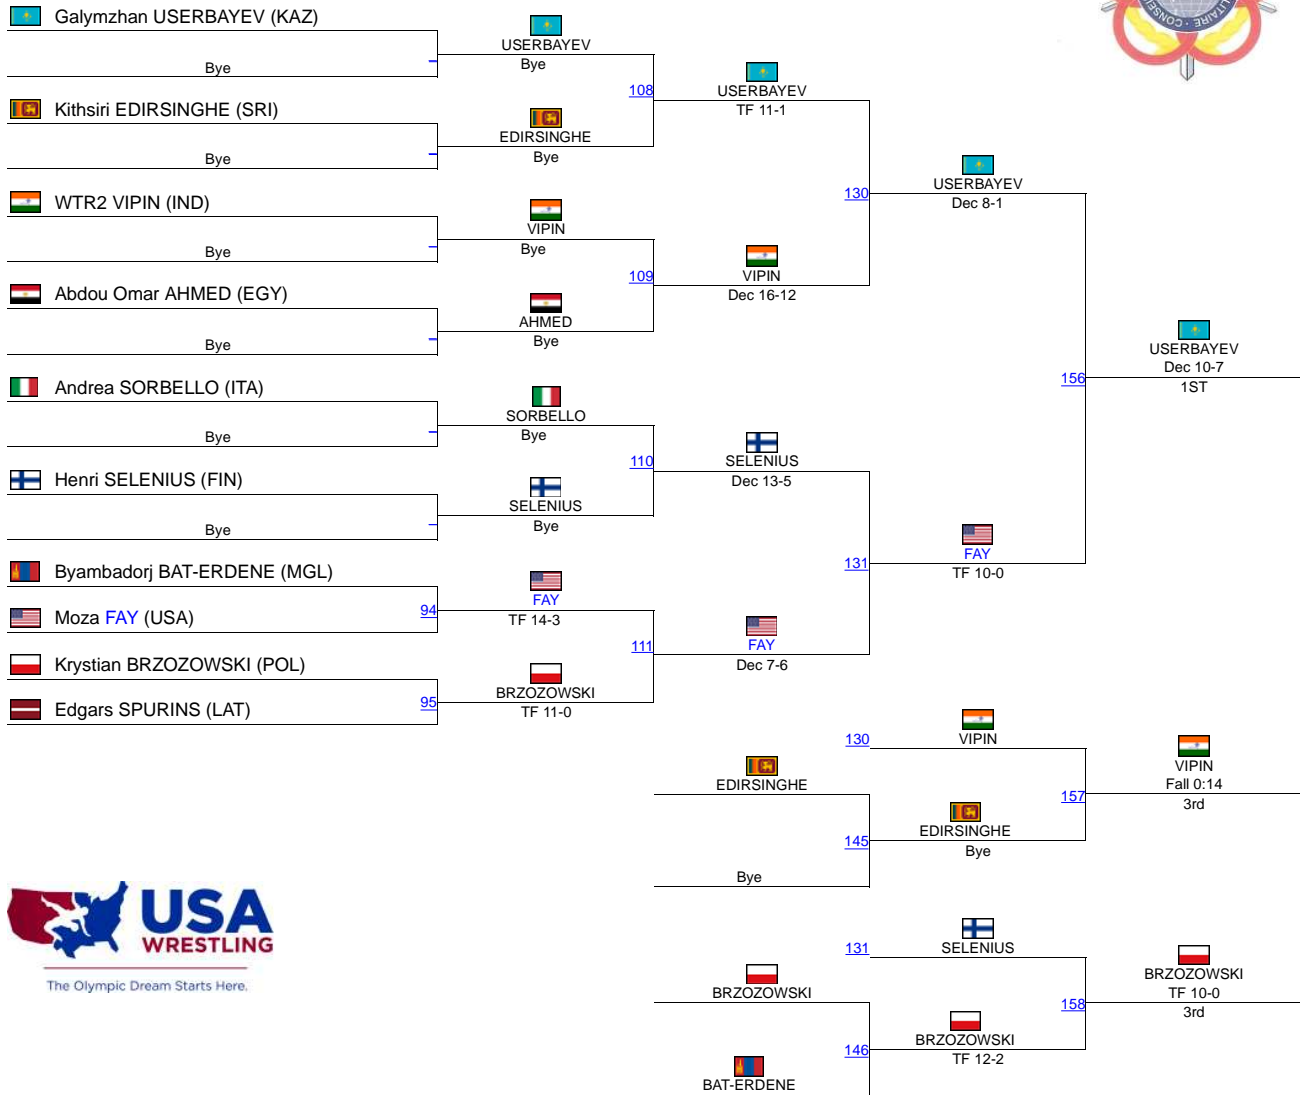 Galymzhan USERBAYEV (KAZ)
Bye
Kithsiri EDIRSINGHE (SRI)
Bye
WTR2 VIPIN (IND)
Bye
Abdou Omar AHMED (EGY)
Bye
Andrea SORBELLO (ITA)
Bye
Henri SELENIUS (FIN)
Bye
Byambadorj BAT-ERDENE (MGL)
Moza FAY (USA)
94
Krystian BRZOZOWSKI (POL)
Edgars SPURINS (LAT)
95
USERBAYEV
Bye
108
EDIRSINGHE
Bye
VIPIN
Bye
109
AHMED
Bye
SORBELLO
Bye
110
SELENIUS
Bye
FAY
TF 14-3
111
BRZOZOWSKI
TF 11-0
USERBAYEV
TF 11-1
130
VIPIN
Dec 16-12
SELENIUS
Dec 13-5
131
FAY
Dec 7-6
USERBAYEV
Dec 8-1
156
FAY
TF 10-0
USERBAYEV
Dec 10-7
1ST
130
VIPIN
EDIRSINGHE
145
Bye
EDIRSINGHE
Bye
157
VIPIN
Fall 0:14
3rd
131
SELENIUS
BRZOZOWSKI
146
BAT-ERDENE
BRZOZOWSKI
TF 12-2
158
BRZOZOWSKI
TF 10-0
3rd
USA
WRESTLING
The Olympic Dream Starts Here.